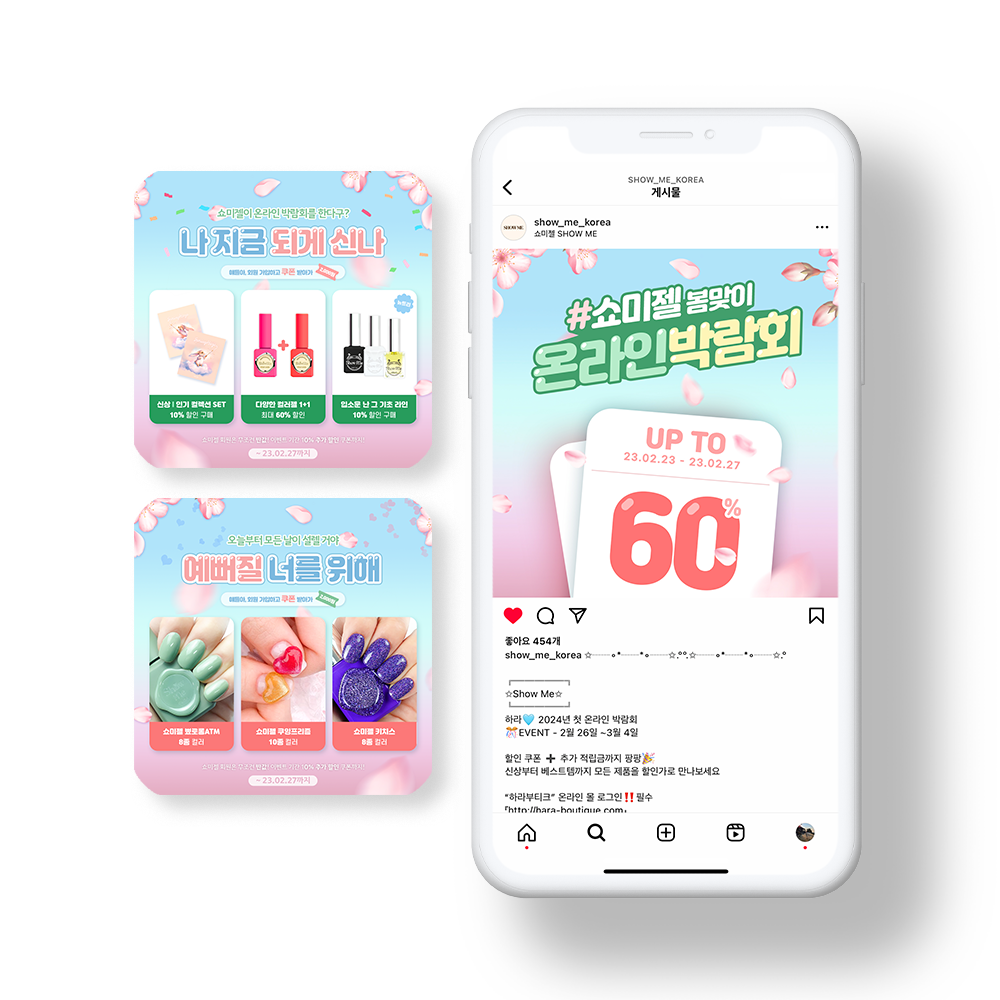 쇼미젤이 온라인 박람회를 한다구?
나 지금 되게 신나
얘들아, 회원 가입하고 쿠폰 받아가
신상 ! 인기 컬렉션 SET
10% 할인 구매
다양한 컬러젤 1+1
최대 60% 할인
입소문 난 그 기초 라인
10% 할인 구매
쇼미젤 회원은 무조건 반값! 이벤트 기간 10% 추가 할인 쿠폰까지!
~ 23.02.27까지
오늘부터 모든 날이 설렐 거야
예뻐질 너를 위해
얘들아, 회원 가입하고 쿠폰 받아가
쇼미젤 뽀로롱ATM
8종 컬러
쇼미젤 쿠잉프리즘
10종 컬러
쇼미젤 키치스
8종 컬러
쇼미젤 회원은 무조건 반값! 이벤트 기간 10% 추가 할인 쿠폰까지!
~ 23.02.27까지
SHOW_ME_KOREA
게시물
SHOW ME
show_me_korea
쇼미젤 SHOW ME
#쇼미젤 봄맞이
온라인박람회
UP TO
23.02.23 - 23.02.27
60%
좋아요 454개
show_me_korea
☆Show Me☆
하라🩵 2024년 첫 온라인 박람회
EVENT - 2월 26일 ~3월 4일
할인 쿠폰 ➕ 추가 적립금까지 팡팡🎉
신상부터 베스트템까지 모든 제품을 할인가로 만나보세요
"하라부티크" 온라인 몰 로그인‼️필수
「http://hara-boutique.com」